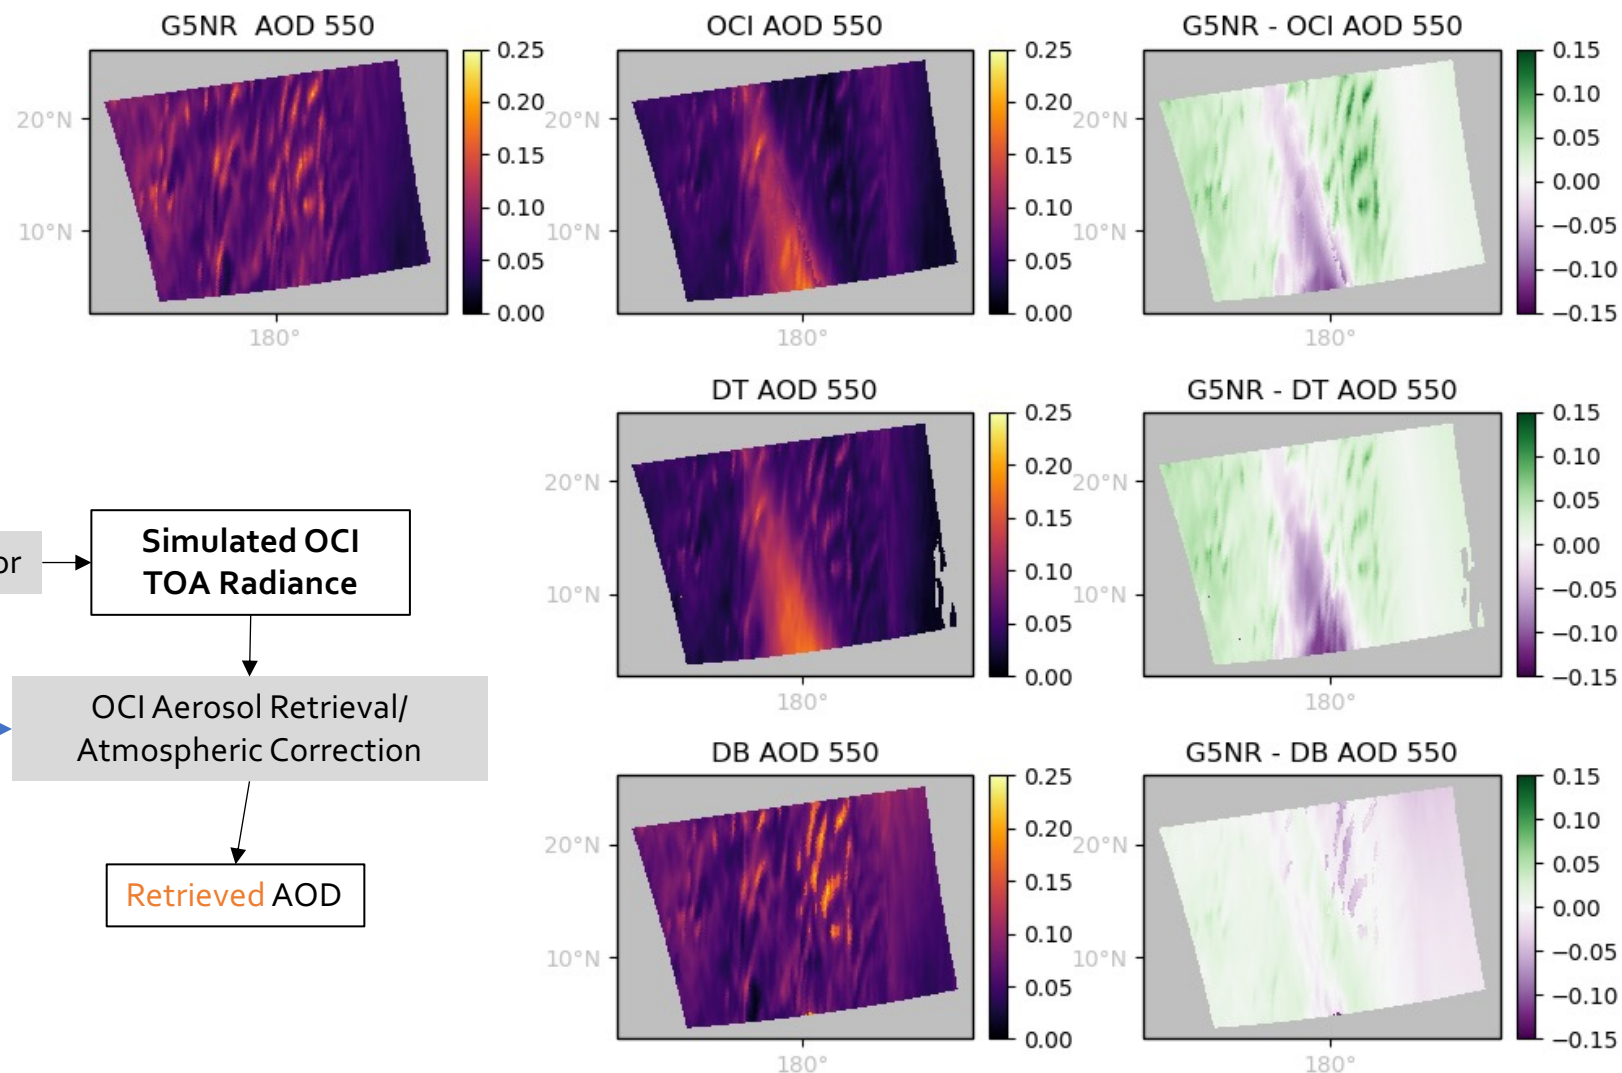 G5NR AOD 550
0.25
0.20
0.15
0.10
0.05
0.00
20°N
10°N
180°
OCI AOD 550
0.25
0.20
0.15
0.10
0.05
0.00
20°N
10°N
180°
G5NR - OCI AOD 550
0.15
0.10
0.05
0.00
−0.05
−0.10
−0.15
20°N
10°N
180°
or
Simulated OCI
TOA Radiance
OCI Aerosol Retrieval/
Atmospheric Correction
Retrieved AOD
DT AOD 550
0.25
0.20
0.15
0.10
0.05
0.00
20°N
10°N
180°
G5NR - DT AOD 550
0.15
0.10
0.05
0.00
−0.05
−0.10
−0.15
20°N
10°N
180°
DB AOD 550
0.25
0.20
0.15
0.10
0.05
0.00
20°N
10°N
180°
G5NR - DB AOD 550
0.15
0.10
0.05
0.00
−0.05
−0.10
−0.15
20°N
10°N
180°